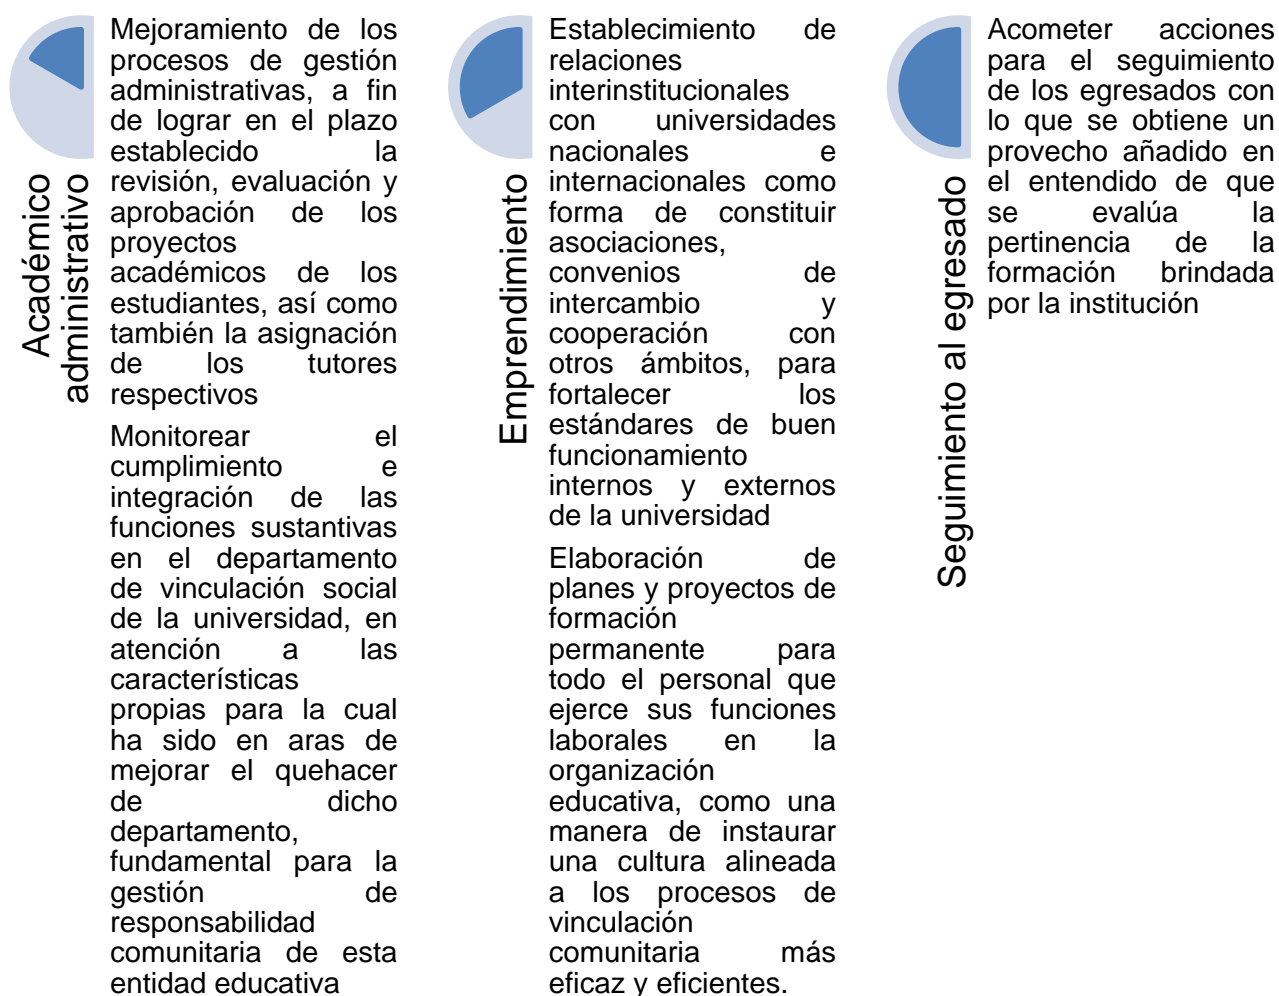 Académico
administrativo
Mejoramiento de los
procesos de gestión
administrativas, a fin
de lograr en el plazo
establecido la
revisión, evaluación y
aprobación de los
proyectos
académicos de los
estudiantes, así como
también la asignación
de los tutores
respectivos
Monitorear el
cumplimiento e
integración de las
funciones sustantivas
en el departamento
de vinculación social
de la universidad, en
atención a las
características
propias para la cual
ha sido en aras de
mejorar el quehacer
de dicho
departamento,
fundamental para la
gestión de
responsabilidad
comunitaria de esta
entidad educativa
Emprendimiento
Establecimiento de
relaciones
interinstitucionales
con universidades
nacionales e
internacionales como
forma de constituir
asociaciones,
convenios de
intercambio y
cooperación con
otros ámbitos, para
fortalecer los
estándares de buen
funcionamiento
internos y externos
de la universidad
Elaboración de
planes y proyectos de
formación
permanente para
todo el personal que
ejerce sus funciones
laborales en la
organización
educativa, como una
manera de instaurar
una cultura alineada
a los procesos de
vinculación
comunitaria más
eficaz y eficientes.
Seguimiento al egresado
Acometer acciones
para el seguimiento
de los egresados con
lo que se obtiene un
provecho añadido en
el entendido de que
se evalúa la
pertinencia de la
formación brindada
por la institución